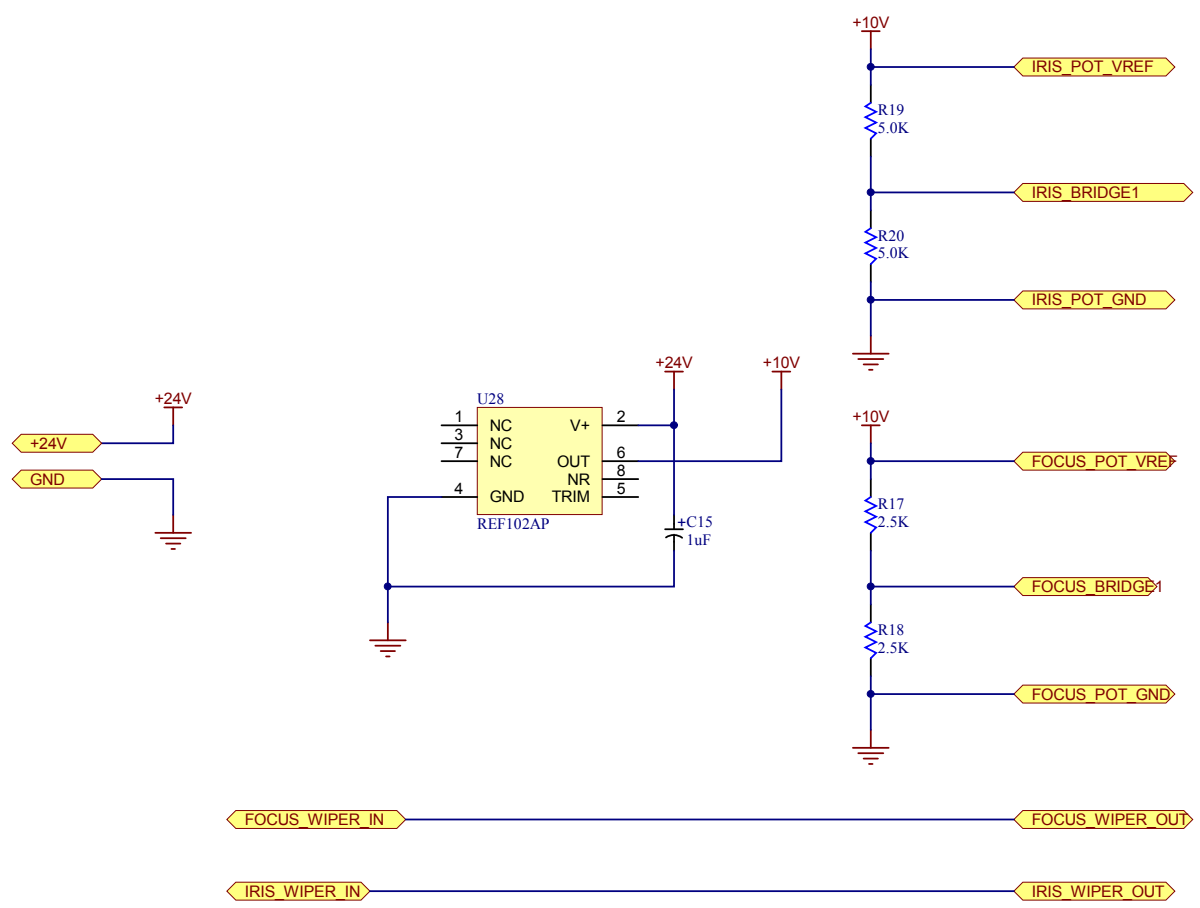 +10V
IRIS_POT_VREF
R19
5.0K
IRIS_BRIDGE1
R20
5.0K
IRIS_POT_GND
+24V
+10V
+24V
+24V
GND
U28
1 NC V+ 2
3 NC
7 NC OUT 6
NR 8
4 GND TRIM 5
REF102AP
+C15
1uF
+10V
FOCUS_POT_VREF
R17
2.5K
FOCUS_BRIDGE1
R18
2.5K
FOCUS_POT_GND
FOCUS_WIPER_IN
FOCUS_WIPER_OUT
IRIS_WIPER_IN
IRIS_WIPER_OUT